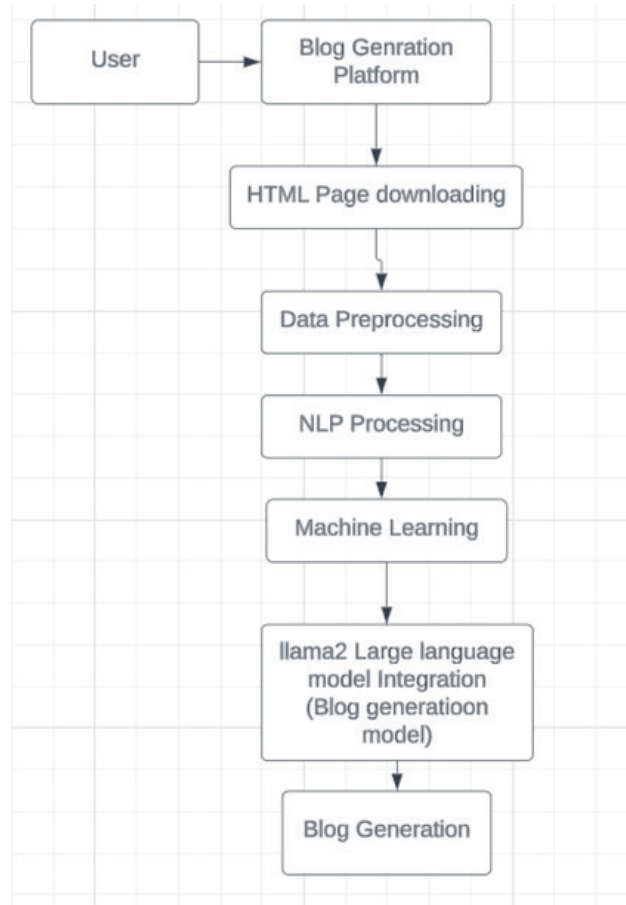 User
Blog Genration
Platform
HTML Page downloading
Data Preprocessing
NLP Processing
Machine Learning
llama2 Large language
model Integration
(Blog generatioon
model)
Blog Generation